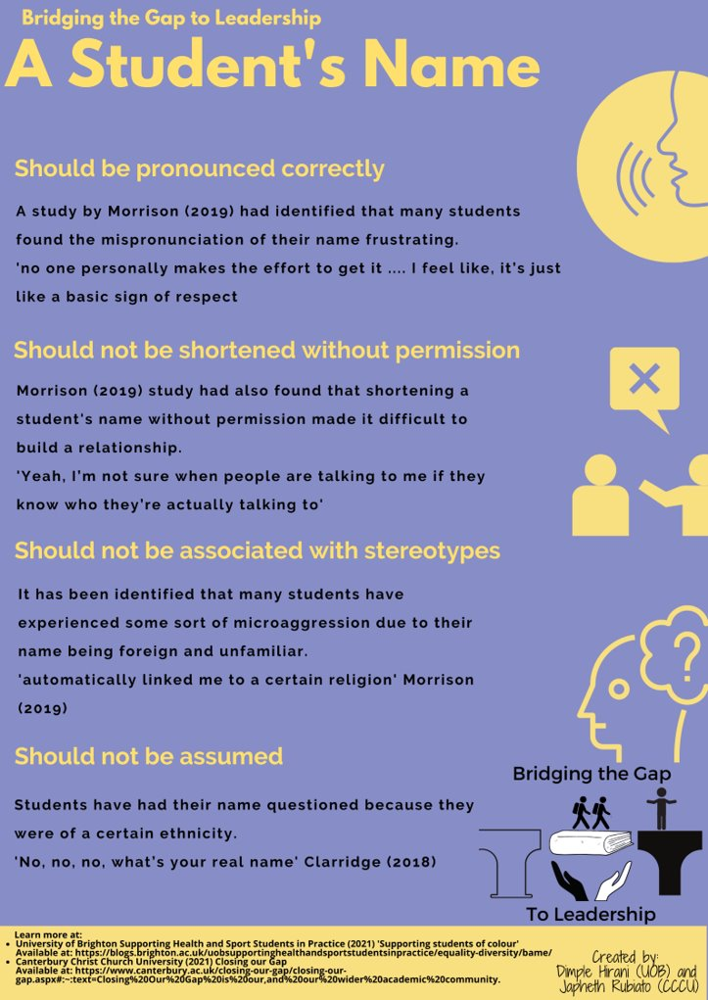 Bridging the Gap to Leadership
A Student's Name
Should be pronounced correctly
A study by Morrison (2019) had identified that many students
found the mispronunciation of their name frustrating.
'no one personally makes the effort to get it .... I feel like, it's just
like a basic sign of respect
Should not be shortened without permission
Morrison (2019) study had also found that shortening a
student's name without permission made it difficult to
build a relationship.
'Yeah, I'm not sure when people are talking to me if they
know who they're actually talking to'
Should not be associated with stereotypes
It has been identified that many students have
experienced some sort of microaggression due to their
name being foreign and unfamiliar.
'automatically linked me to a certain religion' Morrison
(2019)
Should not be assumed
Students have had their name questioned because they
were of a certain ethnicity.
'No, no, no, what's your real name' Clarridge (2018)
?
Bridging the Gap
To Leadership
Learn more at:
• University of Brighton Supporting Health and Sport Students in Practice (2021) 'Supporting students of colour'
Available at: https://blogs.brighton.ac.uk/uobsupportinghealthandsportstudentsinpractice/equality-diversity/bame/
• Canterbury Christ Church University (2021) Closing our Gap
Available at: https://www.canterbury.ac.uk/closing-our-gap/closing-our-
gap.aspx#:~:text=Closing%20Our%20Gap%20is%20our,and%20our%20wider%20academic%20community.
Created by:
Dimple Hirani (UOB) and
Japheth Rubiato (CCCU)